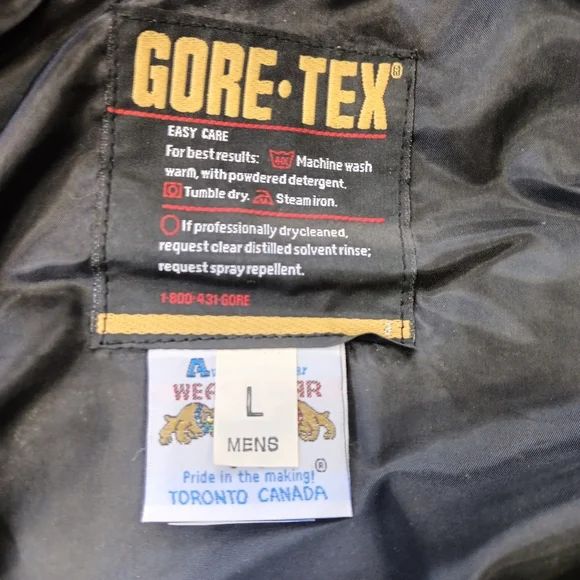 GORE·TEX®
EASY CARE
For best results: 40C Machine wash
warm, with powdered detergent.
Tumble dry. Steam iron.
If professionally drycleaned,
request clear distilled solvent rinse;
request spray repellent.
1-800-431-GORE
L
MENS
®
Pride in the making!
TORONTO CANADA